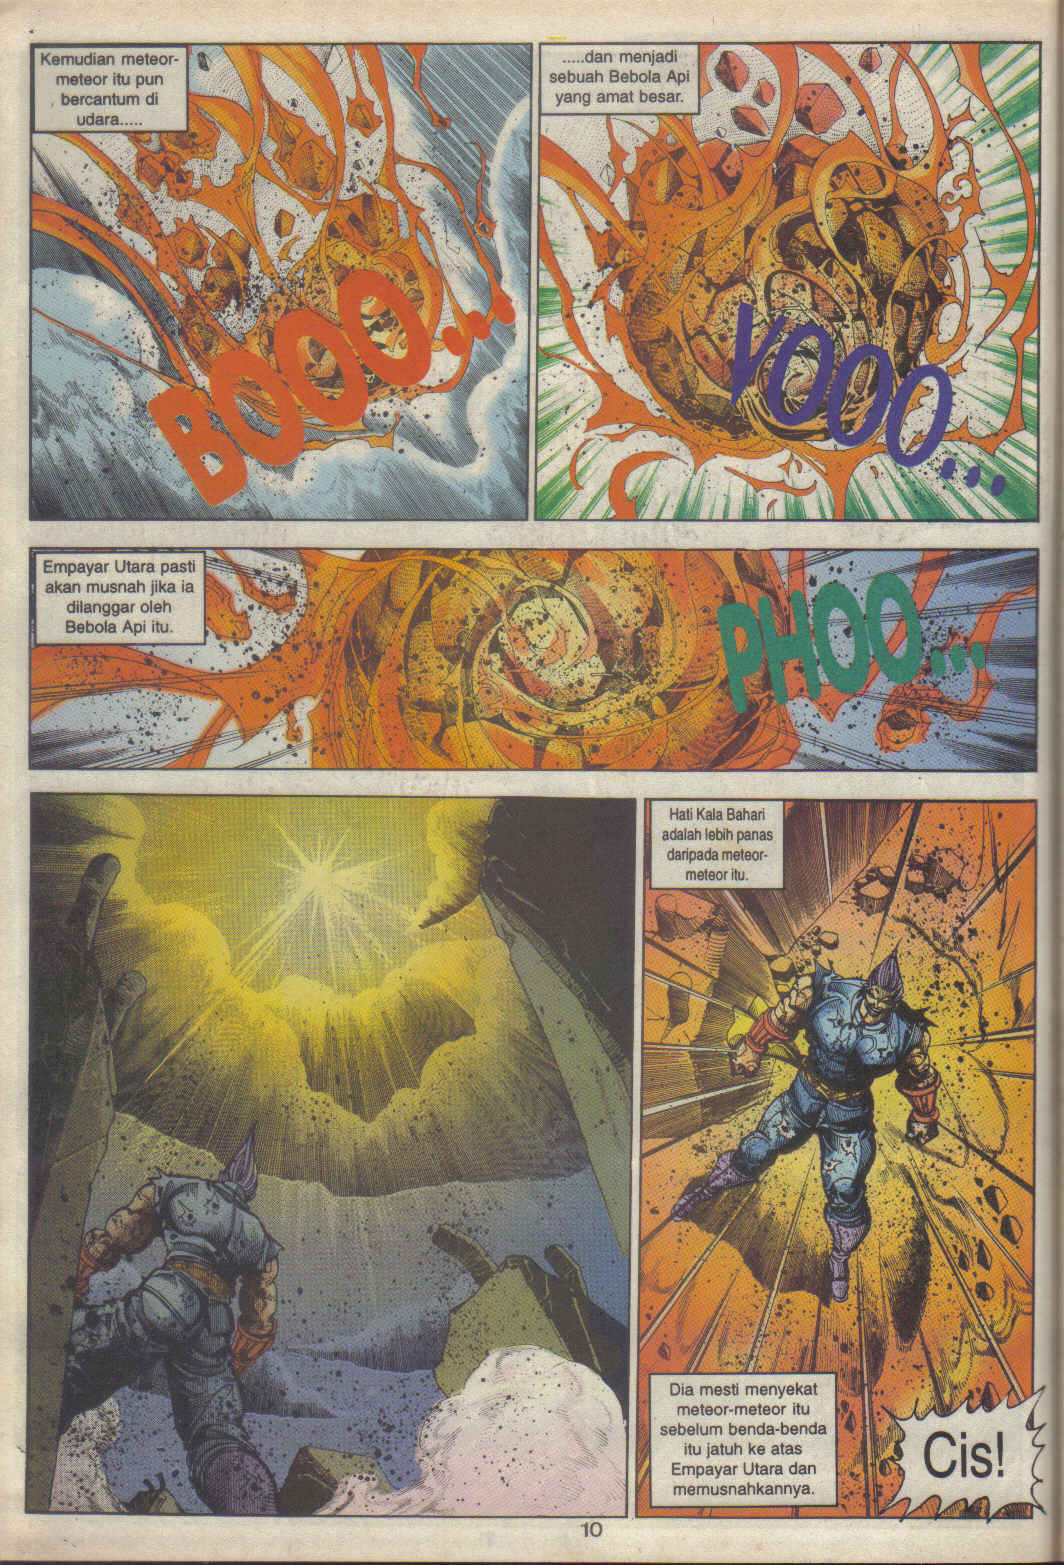 Kemudian meteor-
meteor itu pun
bercantum di
udara.....
.....dan menjadi
sebuah Bebola Api
yang amat besar.
BOOO...
YOOO...
Empayar Utara pasti
akan musnah jika ia
dilanggar oleh
Bebola Api itu.
PHOO...
Hati Kala Bahari
adalah lebih panas
daripada meteor-
meteor itu.
Dia mesti menyekat
meteor-meteor itu
sebelum benda-benda
itu jatuh ke atas
Empayar Utara dan
memusnahkannya.
Cis!
10